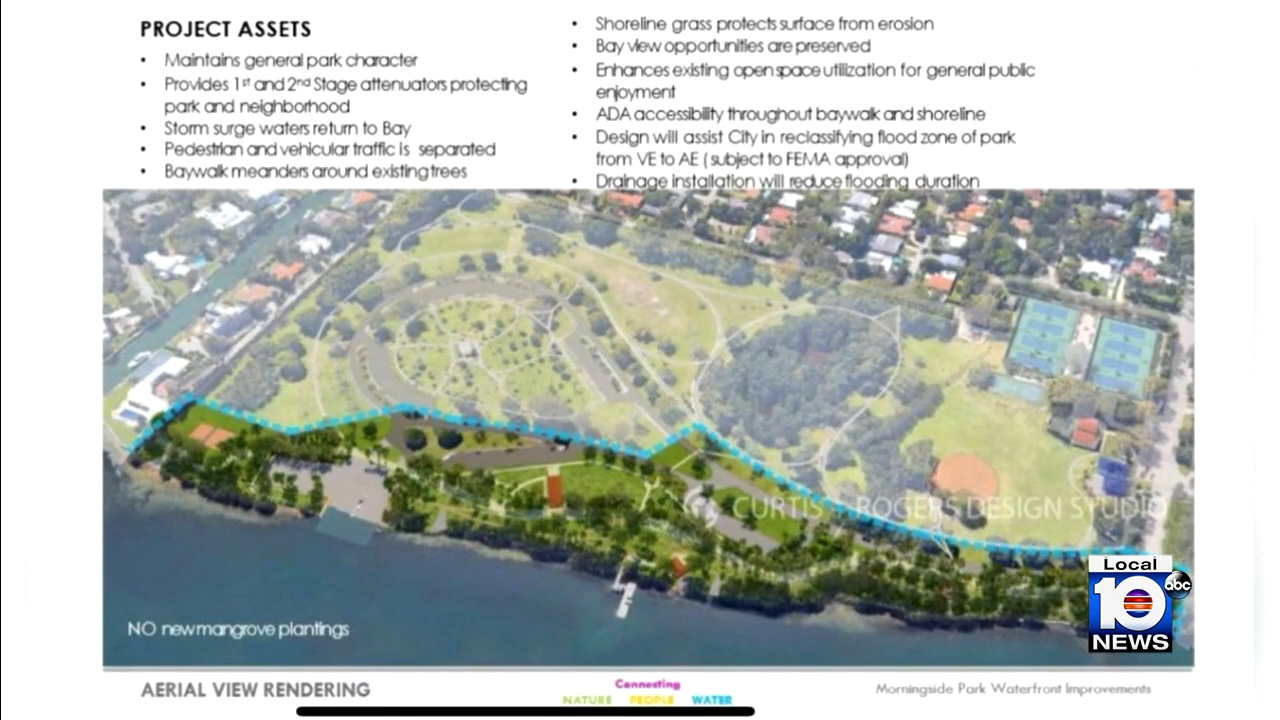 PROJECT ASSETS
• Maintains general park character
• Provides 1st and 2nd Stage attenuators protecting
park and neighborhood
• Storm surge waters return to Bay
• Pedestrian and vehicular traffic is separated
• Baywalk meanders around existing trees
• Shoreline grass protects surface from erosion
• Bay view opportunities are preserved
• Enhances existing open space utilization for general public
enjoyment
• ADA accessibility throughout baywalk and shoreline
• Design will assist City in reclassifying flood zone of park
from VE to AE ( subject to FEMA approval)
• Drainage installation will reduce flooding duration
CURTIS + ROGERS DESIGN STUDIO
Local
10
abc
NEWS
NO new mangrove plantings
AERIAL VIEW RENDERING
Connecting
NATURE PEOPLE WATER
Morningside Park Waterfront Improvements